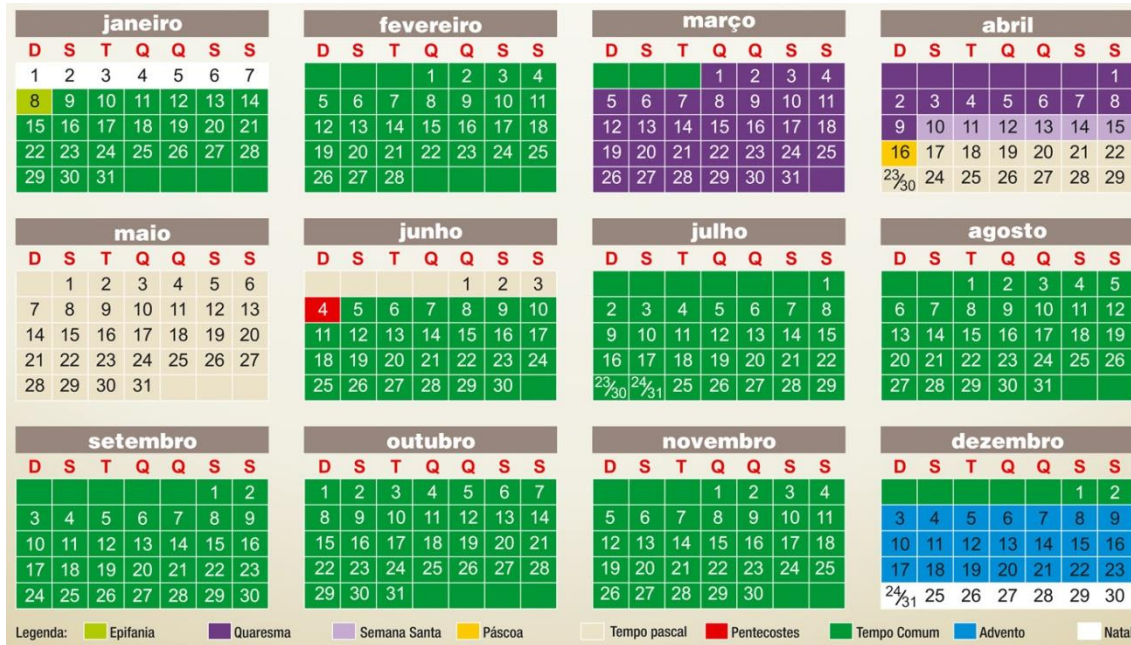 janeiro
D S T Q Q S S
1 2 3 4 5 6 7
8 9 10 11 12 13 14
15 16 17 18 19 20 21
22 23 24 25 26 27 28
29 30 31
fevereiro
D S T Q Q S S
1 2 3 4
5 6 7 8 9 10 11
12 13 14 15 16 17 18
19 20 21 22 23 24 25
26 27 28
março
D S T Q Q S S
1 2 3 4
5 6 7 8 9 10 11
12 13 14 15 16 17 18
19 20 21 22 23 24 25
26 27 28 29 30 31
abril
D S T Q Q S S
1
2 3 4 5 6 7 8
9 10 11 12 13 14 15
16 17 18 19 20 21 22
23/30 24 25 26 27 28 29
maio
D S T Q Q S S
1 2 3 4 5 6
7 8 9 10 11 12 13
14 15 16 17 18 19 20
21 22 23 24 25 26 27
28 29 30 31
junho
D S T Q Q S S
1 2 3
4 5 6 7 8 9 10
11 12 13 14 15 16 17
18 19 20 21 22 23 24
25 26 27 28 29 30
julho
D S T Q Q S S
1
2 3 4 5 6 7 8
9 10 11 12 13 14 15
16 17 18 19 20 21 22
23/30 24/31 25 26 27 28 29
agosto
D S T Q Q S S
1 2 3 4 5
6 7 8 9 10 11 12
13 14 15 16 17 18 19
20 21 22 23 24 25 26
27 28 29 30 31
setembro
D S T Q Q S S
1 2
3 4 5 6 7 8 9
10 11 12 13 14 15 16
17 18 19 20 21 22 23
24 25 26 27 28 29 30
outubro
D S T Q Q S S
1 2 3 4 5 6 7
8 9 10 11 12 13 14
15 16 17 18 19 20 21
22 23 24 25 26 27 28
29 30 31
novembro
D S T Q Q S S
1 2 3 4
5 6 7 8 9 10 11
12 13 14 15 16 17 18
19 20 21 22 23 24 25
26 27 28 29 30
dezembro
D S T Q Q S S
1 2
3 4 5 6 7 8 9
10 11 12 13 14 15 16
17 18 19 20 21 22 23
24/31 25 26 27 28 29 30
Legenda: Epifania Quaresma Semana Santa Páscoa Tempo pascal Pentecostes Tempo Comum Advento Natal